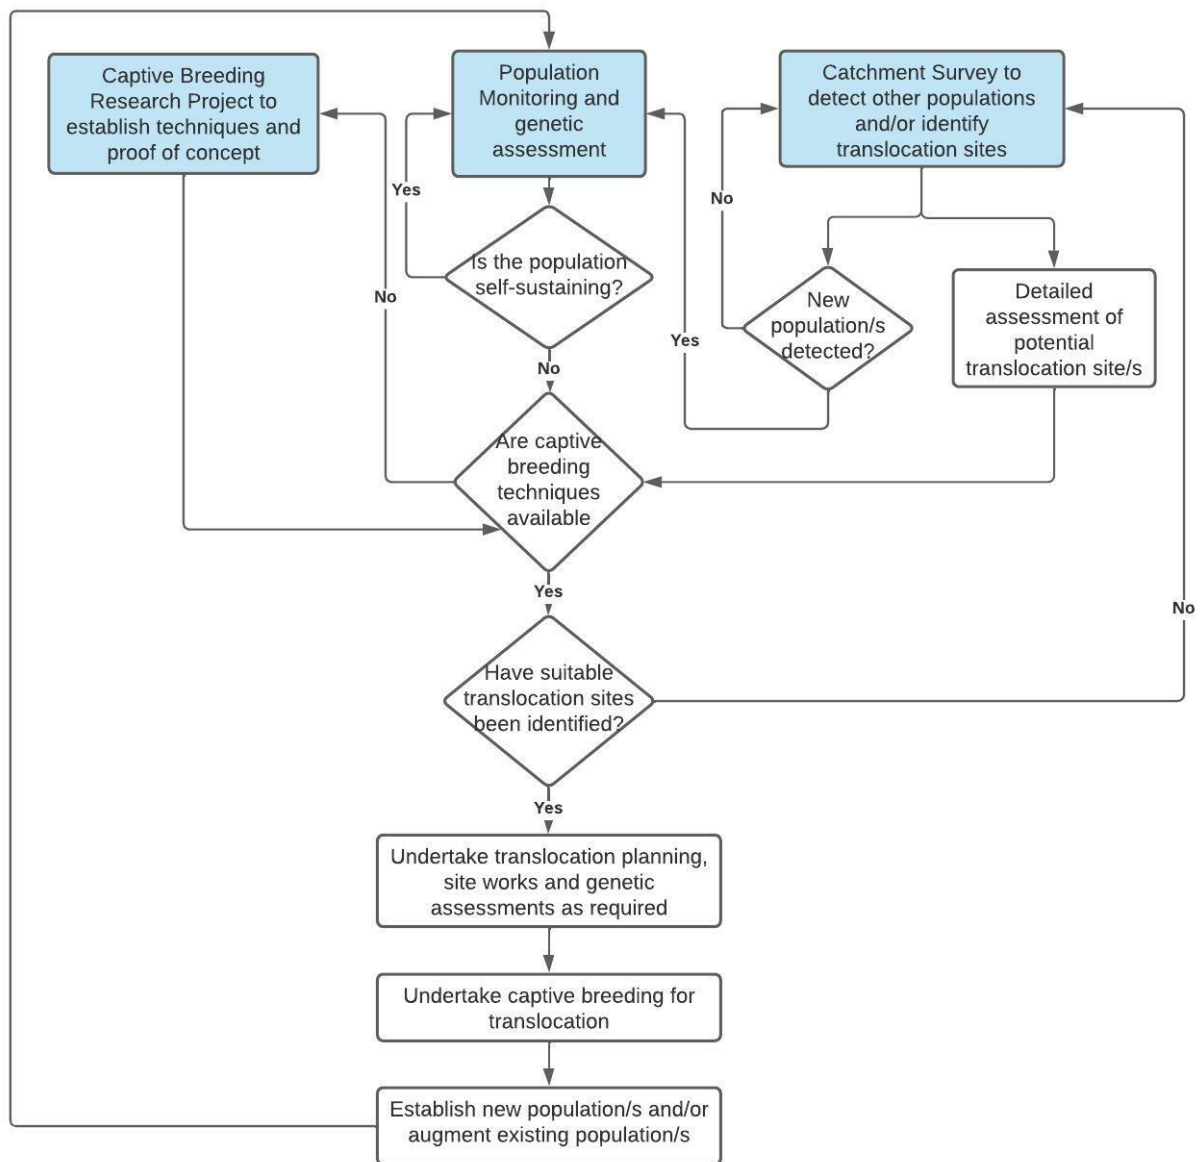 Captive Breeding
Research Project to
establish techniques and
proof of concept
Population
Monitoring and
genetic
assessment
Catchment Survey to
detect other populations
and/or identify
translocation sites
Yes
No
Is the population
self-sustaining?
No
New
population/s
detected?
Detailed
assessment of
potential
translocation site/s
Yes
No
Are captive
breeding
techniques
available
Yes
No
Have suitable
translocation sites
been identified?
Yes
Undertake translocation planning,
site works and genetic
assessments as required
Undertake captive breeding for
translocation
Establish new population/s and/or
augment existing population/s